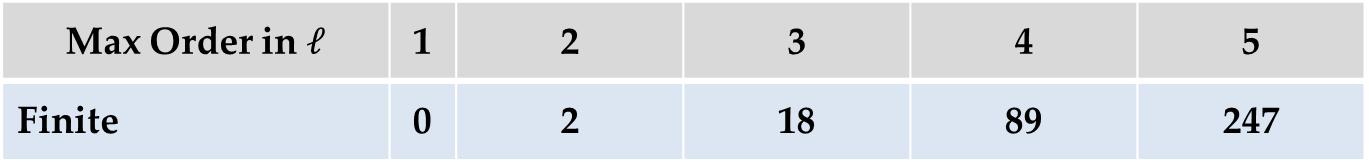 Max Order in ℓ 1 2 3 4 5
Finite 0 2 18 89 247